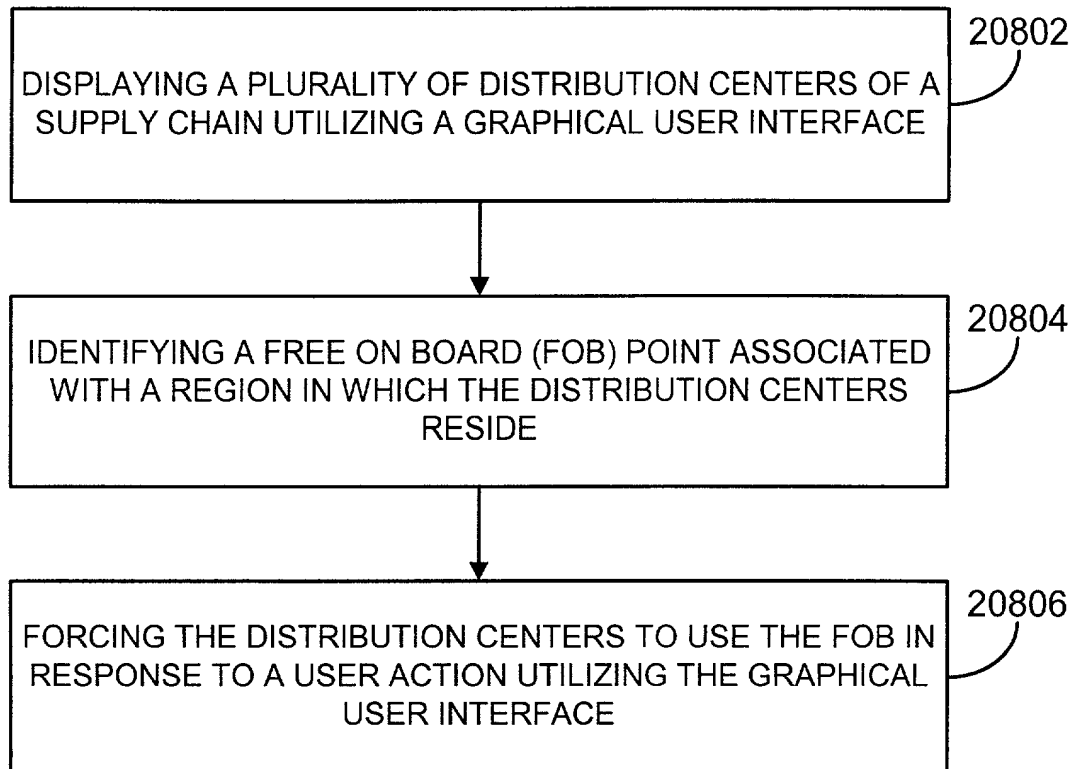 20802
DISPLAYING A PLURALITY OF DISTRIBUTION CENTERS OF A
SUPPLY CHAIN UTILIZING A GRAPHICAL USER INTERFACE
20804
IDENTIFYING A FREE ON BOARD (FOB) POINT ASSOCIATED
WITH A REGION IN WHICH THE DISTRIBUTION CENTERS
RESIDE
20806
FORCING THE DISTRIBUTION CENTERS TO USE THE FOB IN
RESPONSE TO A USER ACTION UTILIZING THE GRAPHICAL
USER INTERFACE